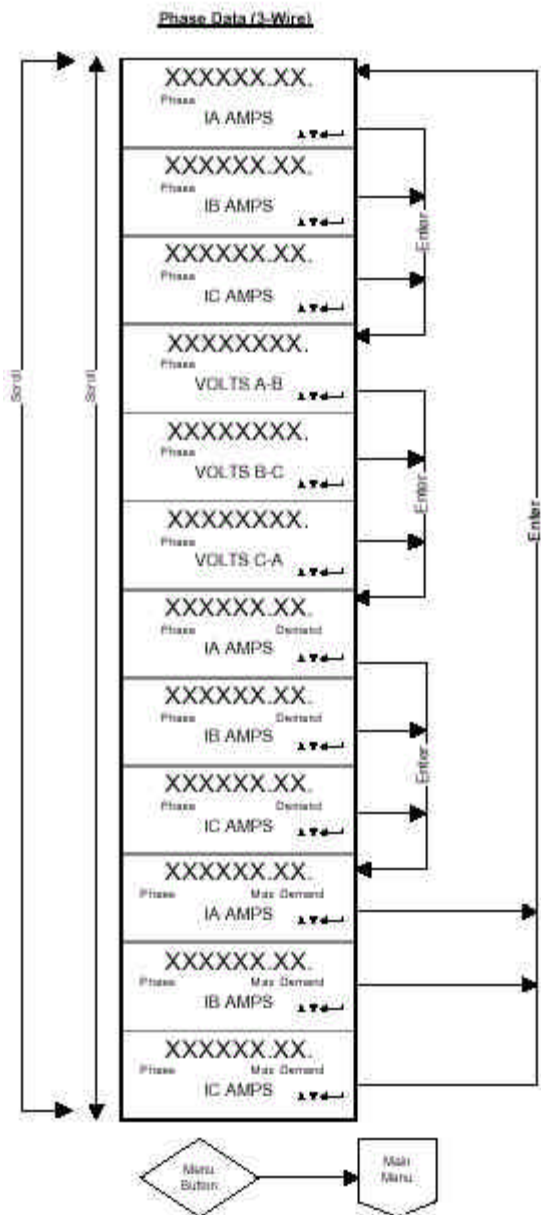 Phase Data (3-Wire)
XXXXXX.XX.
Phase
IA AMPS
XXXXXX.XX.
Phase
IB AMPS
XXXXXX.XX.
Phase
IC AMPS
XXXXXXXX.
Phase
VOLTS A-B
XXXXXXXX.
Phase
VOLTS B-C
XXXXXXXX.
Phase
VOLTS C-A
XXXXXX.XX.
Phase Demand
IA AMPS
XXXXXX.XX.
Phase Demand
IB AMPS
XXXXXX.XX.
Phase Demand
IC AMPS
XXXXXX.XX.
Phase Max Demand
IA AMPS
XXXXXX.XX.
Phase Max Demand
IB AMPS
XXXXXX.XX.
Phase Max Demand
IC AMPS
Scroll
Scroll
Enter
Enter
Enter
Enter
Menu
Button
Main
Menu